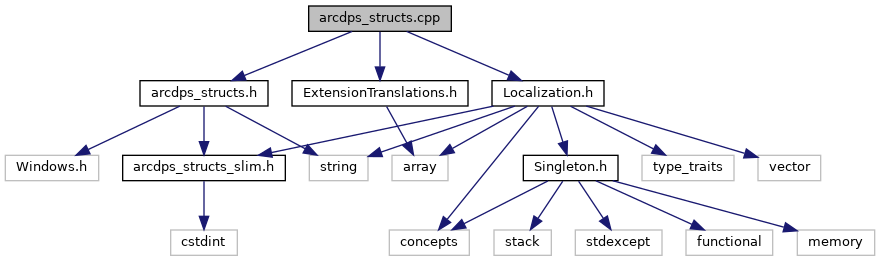 arcdps_structs.cpp
arcdps_structs.h
ExtensionTranslations.h
Localization.h
Windows.h
arcdps_structs_slim.h
string
array
Singleton.h
type_traits
vector
cstdint
concepts
stack
stdexcept
functional
memory